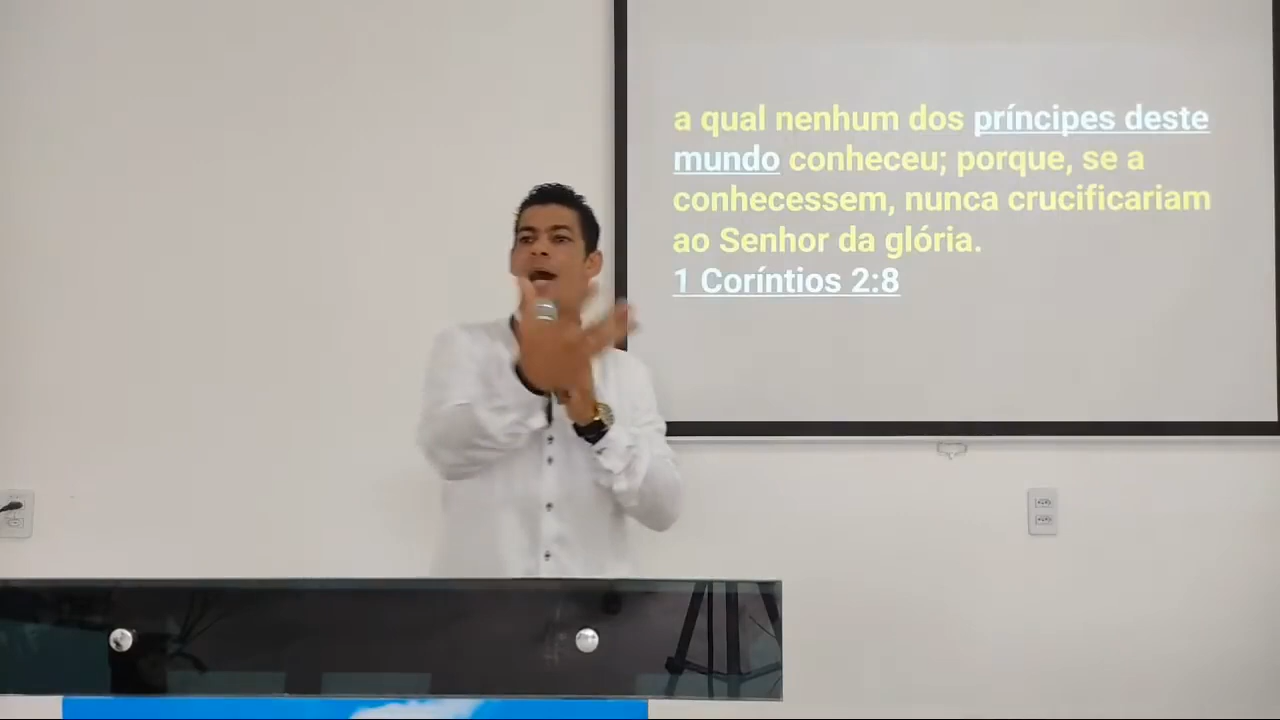 a qual nenhum dos príncipes deste
mundo conheceu; porque, se a
conhecessem, nunca crucificariam
ao Senhor da glória.
1 Coríntios 2:8